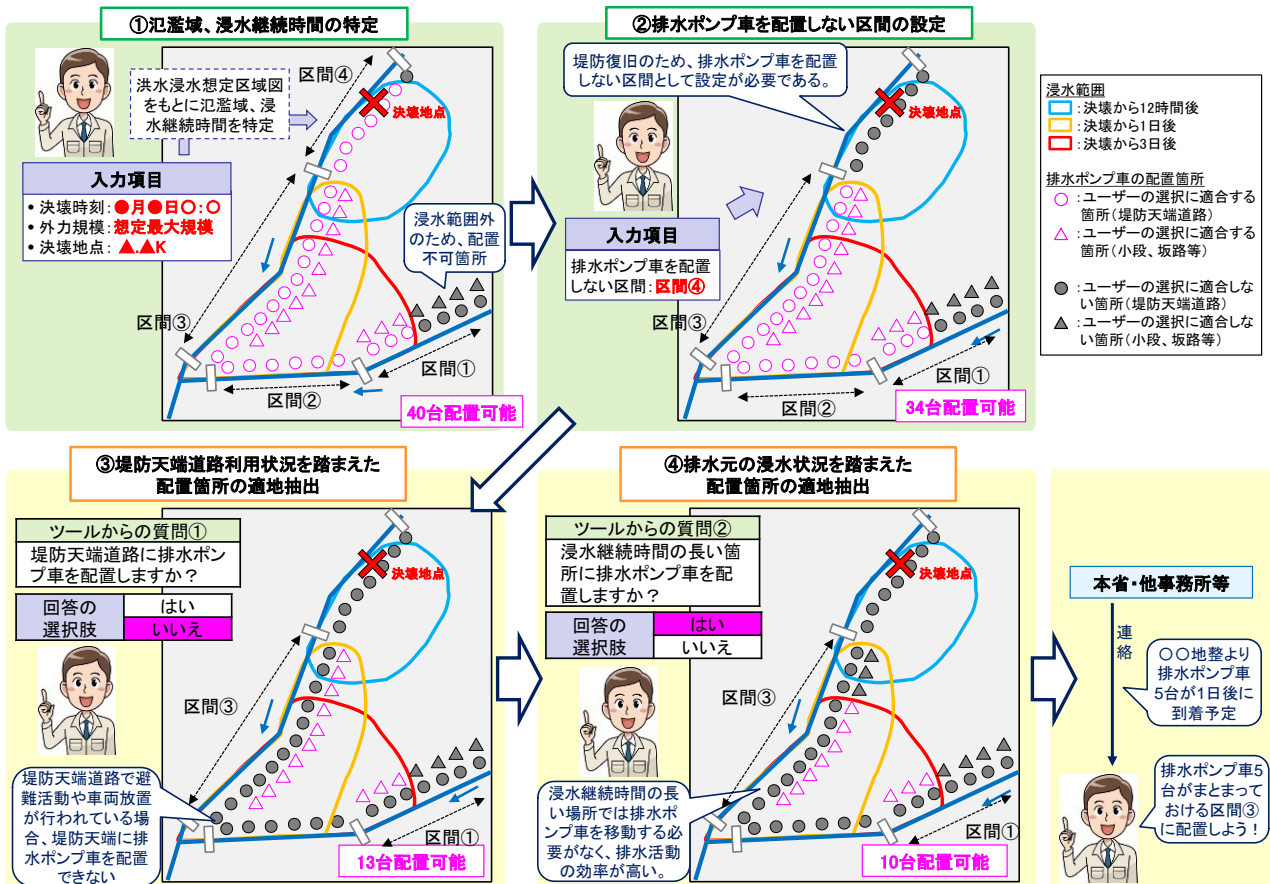 ①氾濫域、浸水継続時間の特定
洪水浸水想定区域図
をもとに氾濫域、浸
水継続時間を特定
入力項目
• 決壊時刻：●月●日〇：〇
• 外力規模：想定最大規模
• 決壊地点：▲.▲K
区間④
決壊地点
浸水範囲外
のため、配置
不可箇所
区間③
区間②
区間①
40台配置可能
②排水ポンプ車を配置しない区間の設定
堤防復旧のため、排水ポンプ車を配置
しない区間として設定が必要である。
入力項目
排水ポンプ車を配置
しない区間：区間④
決壊地点
区間③
区間②
区間①
34台配置可能
浸水範囲
：決壊から12時間後
：決壊から1日後
：決壊から3日後
排水ポンプ車の配置箇所
：ユーザーの選択に適合する
箇所（堤防天端道路）
：ユーザーの選択に適合する
箇所（小段、坂路等）
：ユーザーの選択に適合しな
い箇所（堤防天端道路）
：ユーザーの選択に適合しな
い箇所（小段、坂路等）
③堤防天端道路利用状況を踏まえた
配置箇所の適地抽出
ツールからの質問①
堤防天端道路に排水ポン
プ車を配置しますか？
回答の
選択肢
はい
いいえ
決壊地点
区間③
堤防天端道路で避
難活動や車両放置
が行われている場
合、堤防天端に排
水ポンプ車を配置
できない
区間①
13台配置可能
④排水元の浸水状況を踏まえた
配置箇所の適地抽出
ツールからの質問②
浸水継続時間の長い箇
所に排水ポンプ車を配
置しますか？
回答の
選択肢
はい
いいえ
決壊地点
区間③
浸水継続時間の長
い場所では排水ポ
ンプ車を移動する必
要がなく、排水活動
の効率が高い。
区間①
10台配置可能
本省・他事務所等
連絡
〇〇地整より
排水ポンプ車
5台が1日後に
到着予定
排水ポンプ車5
台がまとまって
おける区間③
に配置しよう！